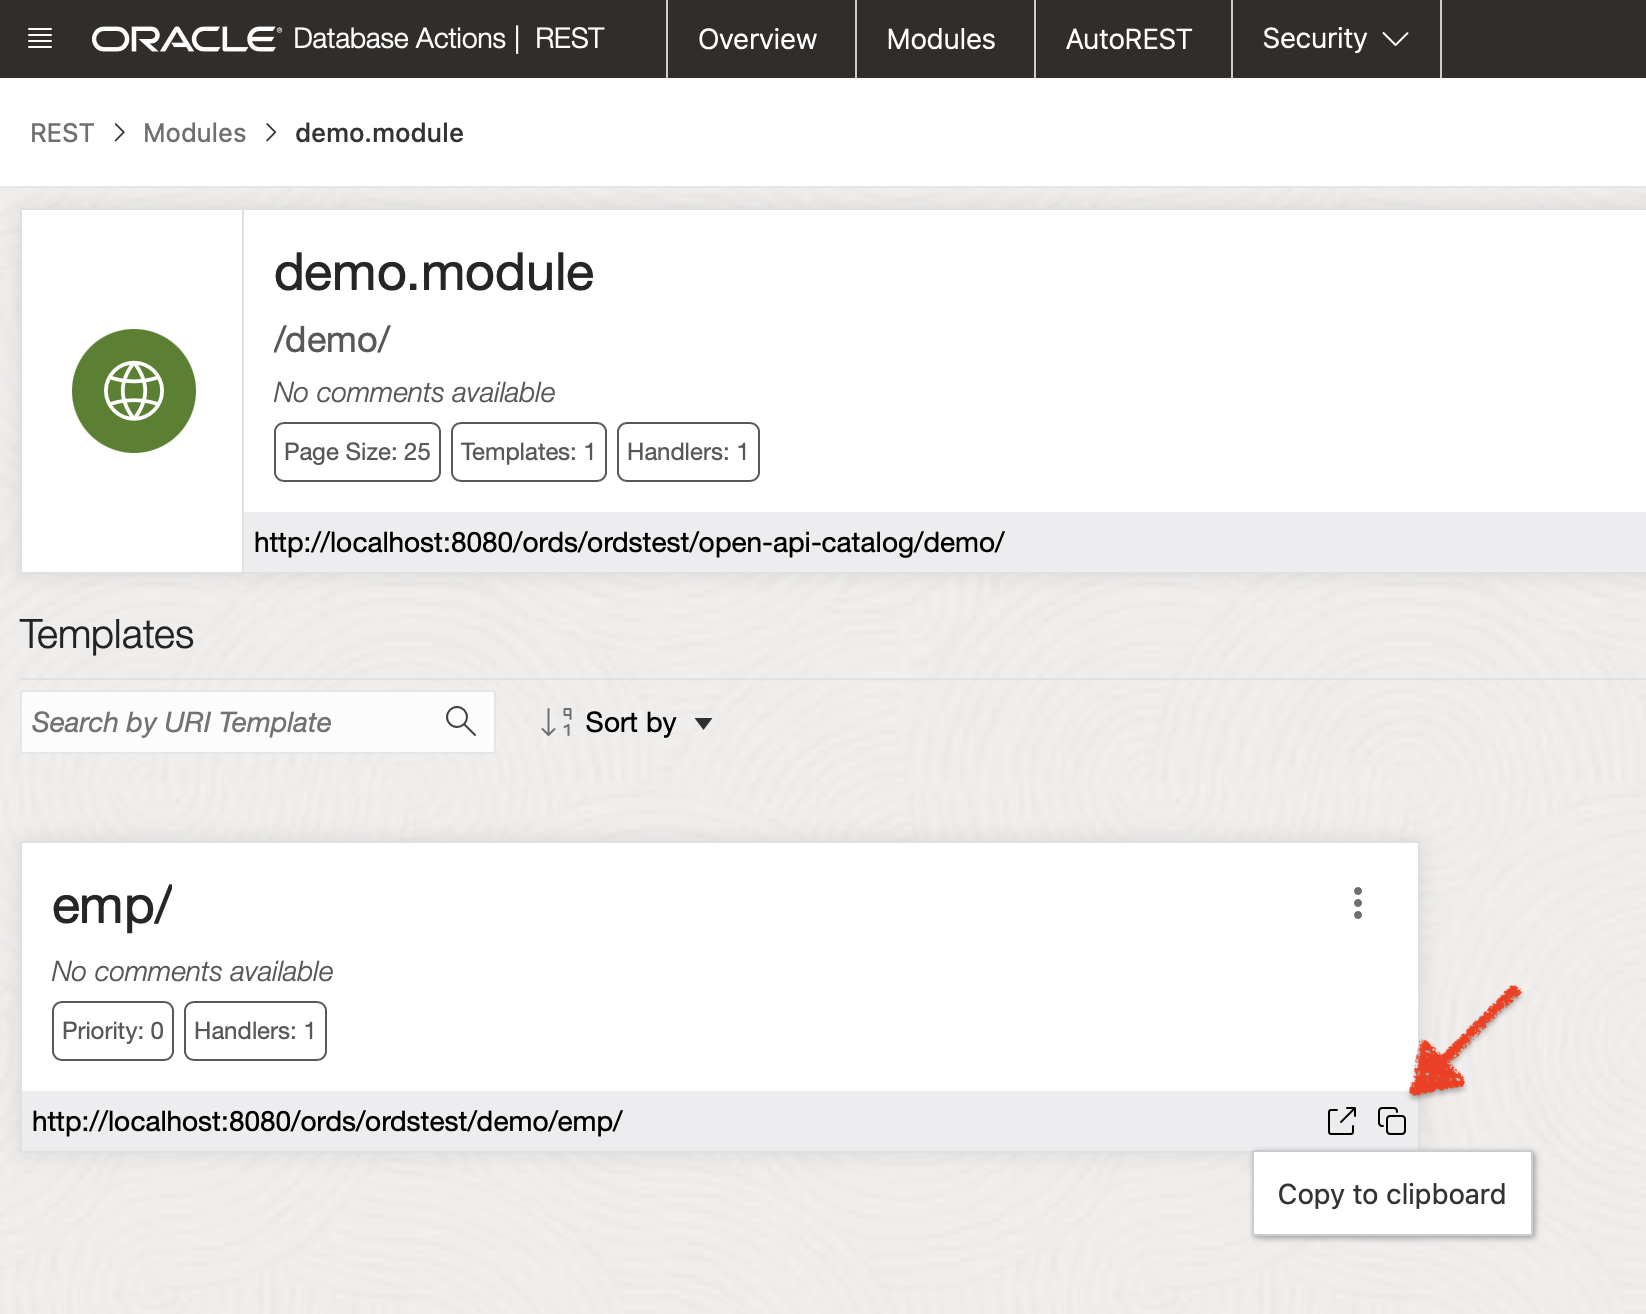 ORACLE® Database Actions | REST
Overview
Modules
AutoREST
Security
REST > Modules > demo.module
demo.module
/demo/
No comments available
Page Size: 25
Templates: 1
Handlers: 1
http://localhost:8080/ords/ordstest/open-api-catalog/demo/
Templates
Search by URI Template
Sort by
emp/
No comments available
Priority: 0
Handlers: 1
http://localhost:8080/ords/ordstest/demo/emp/
Copy to clipboard